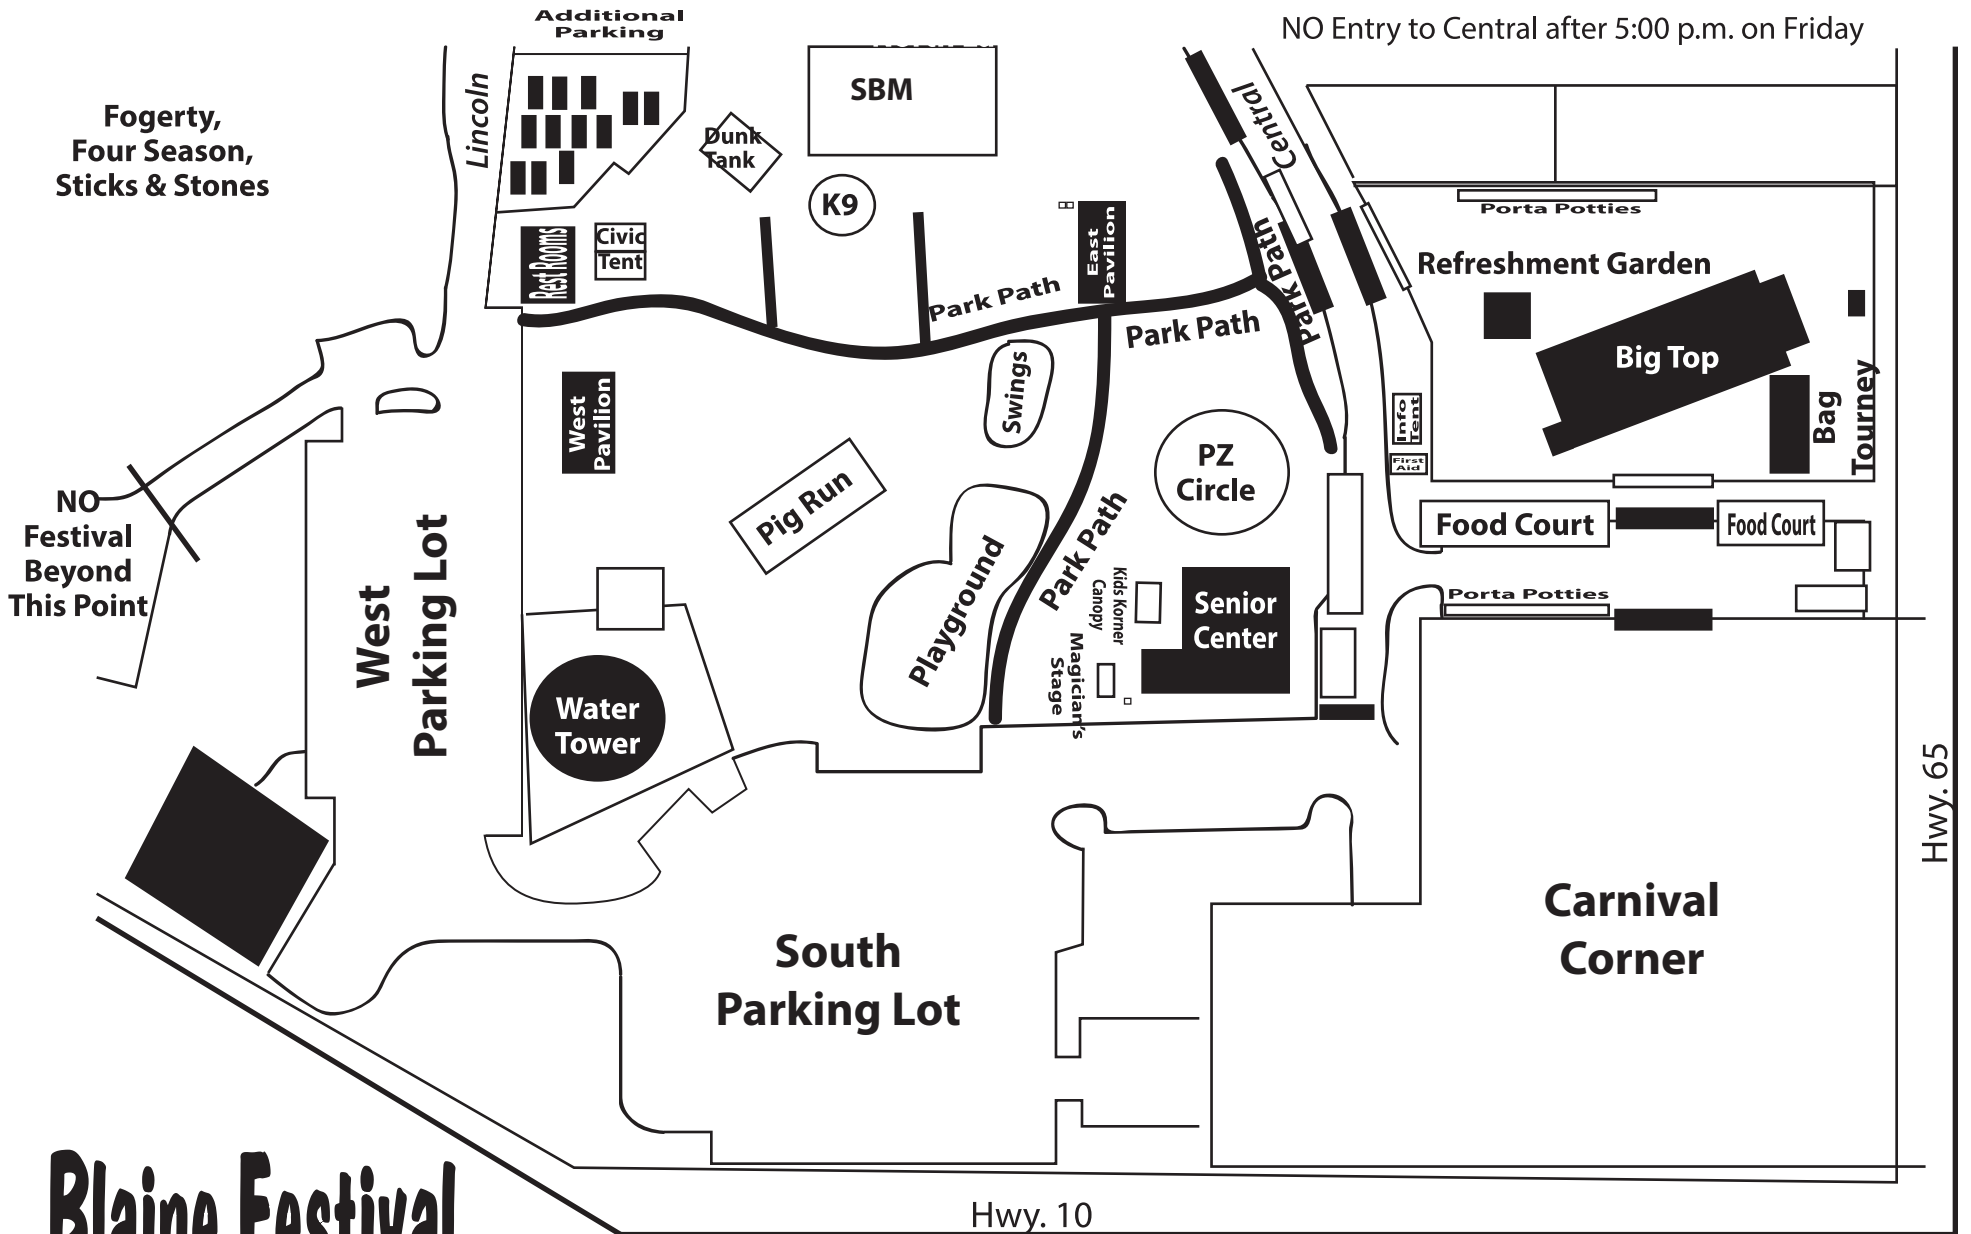 Additional
Parking
NO Entry to Central after 5:00 p.m. on Friday
Fogerty,
Four Season,
Sticks & Stones
Lincoln
SBM
Dunk
Tank
K9
Central
Porta Potties
Rest Rooms
Civic
Tent
East
Pavilion
Park Path
Park Path
Park Path
Park Path
Refreshment Garden
Big Top
Bag
Tourney
Swings
West
Pavilion
Info
Tent
First
Aid
PZ
Circle
Pig Run
NO
Festival
Beyond
This Point
West
Parking Lot
Food Court
Food Court
Park Path
Playground
Kids Korner
Canopy
Senior
Center
Porta Potties
Magician's
Stage
Water
Tower
Hwy. 65
Carnival
Corner
South
Parking Lot
Blaine Festival
Hwy. 10